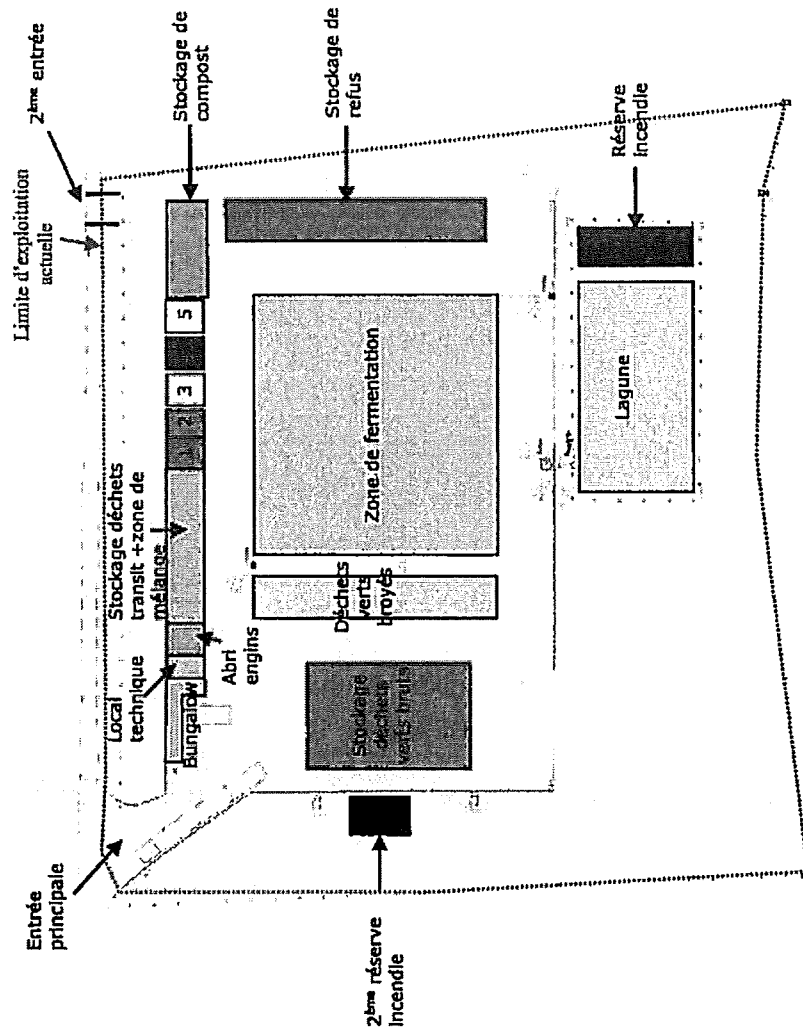 Entrée
principale
Local
technique
Stockage déchets
transit +zone de
mélange
Limite d'exploitation
actuelle
2ème entrée
Bungalow
Abri
engins
1
2
3
5
Stockage de
compost
Stockage de
refus
Stockage
déchets
verts bruts
Déchets
verts
broyés
Zone de fermentation
2ème réserve
Incendie
Lagune
Réserve
Incendie